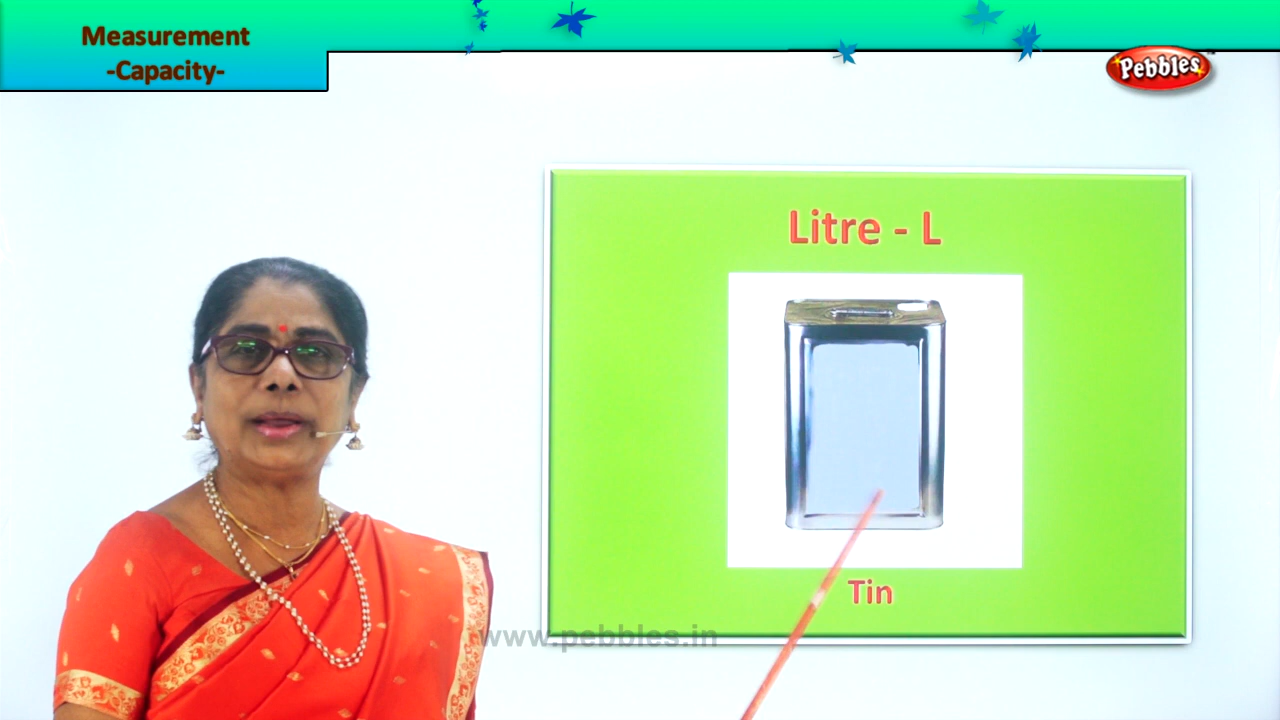 Measurement
-Capacity-
Pebbles
Litre - L
Tin
www.pebbles.in